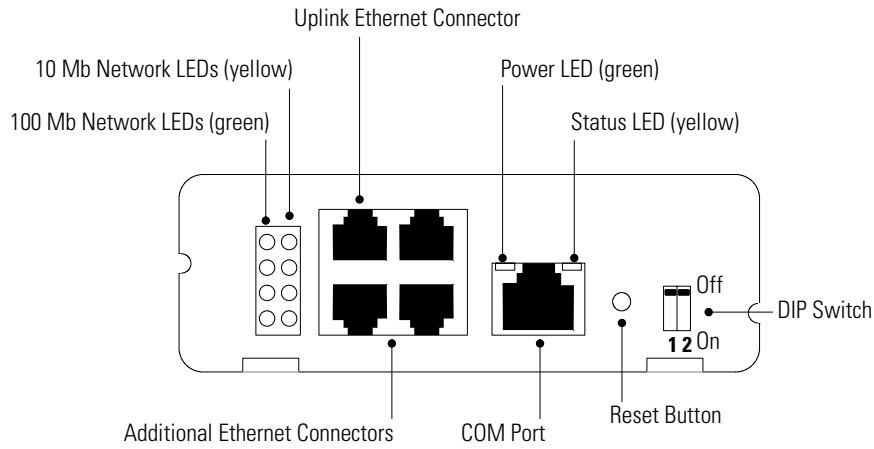 Uplink Ethernet Connector
10 Mb Network LEDs (yellow)
Power LED (green)
100 Mb Network LEDs (green)
Status LED (yellow)
Off
DIP Switch
1 2 On
Reset Button
Additional Ethernet Connectors
COM Port